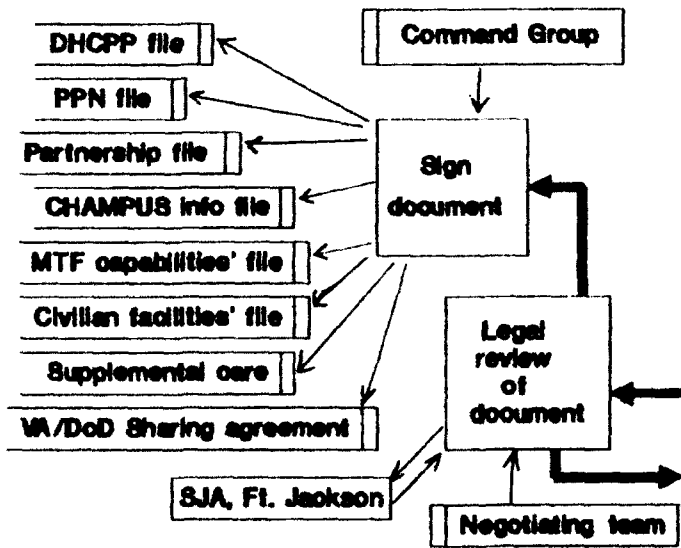 DHCPP file
Command Group
PPN file
Partnership file
Sign
document
CHAMPUS info file
MTF capabilities' file
Civilian facilities' file
Legal
review
of
document
Supplemental care
VA/DoD Sharing agreement
SJA, Ft. Jackson
Negotiating team